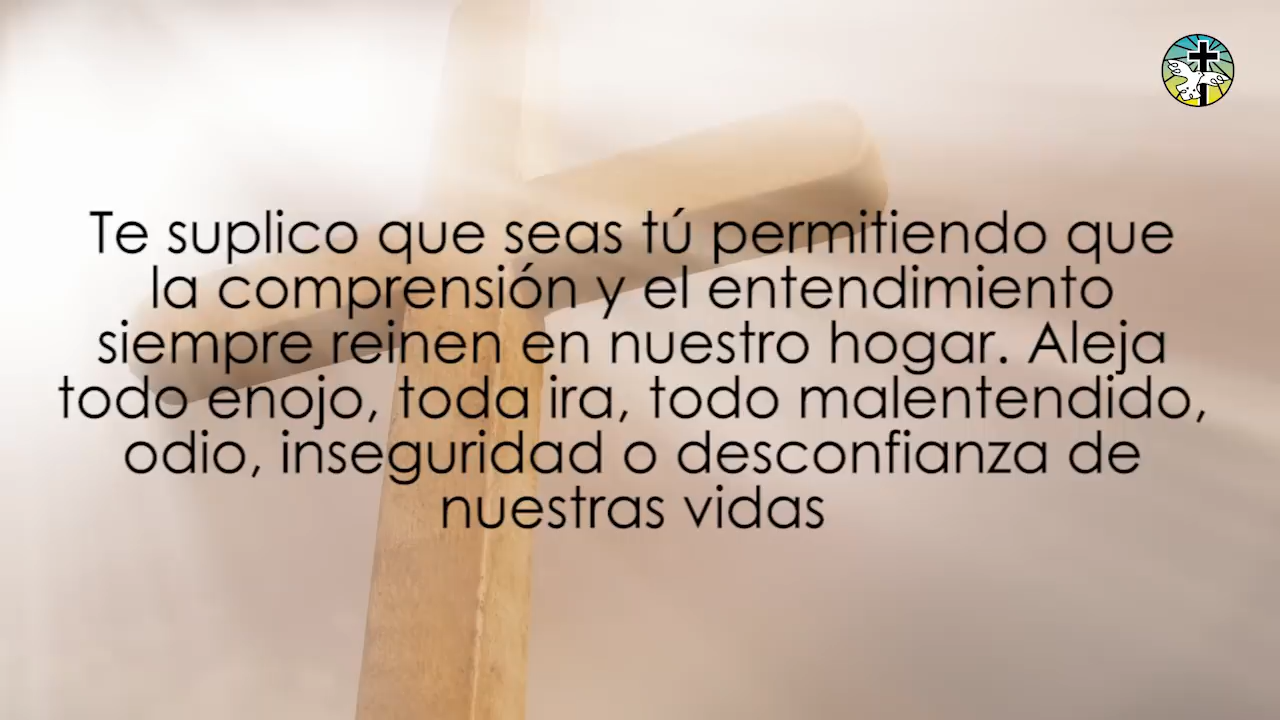 Te suplico que seas tú permitiendo que
la comprensión y el entendimiento
siempre reinen en nuestro hogar. Aleja
todo enojo, toda ira, todo malentendido,
odio, inseguridad o desconfianza de
nuestras vidas